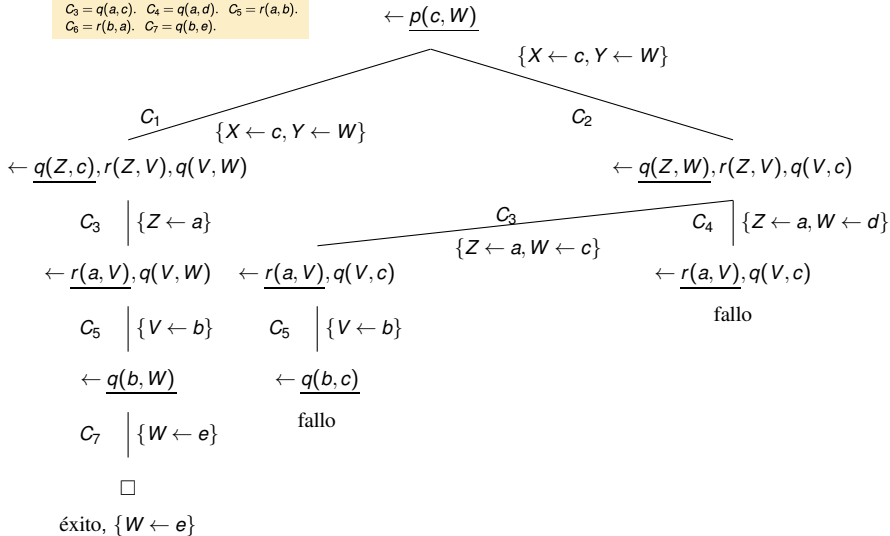 C₃ = q(a,c).  C₄ = q(a,d).  C₅ = r(a,b).
C₆ = r(b,a).  C₇ = q(b,e).
← p(c,W)
{X ← c, Y ← W}
C₁
{X ← c, Y ← W}
C₂
← q(Z,c), r(Z,V), q(V,W)
← q(Z,W), r(Z,V), q(V,c)
C₃ {Z ← a}
C₃
{Z ← a, W ← c}
C₄ {Z ← a, W ← d}
← r(a,V), q(V,W)
← r(a,V), q(V,c)
← r(a,V), q(V,c)
fallo
C₅ {V ← b}
C₅ {V ← b}
← q(b,W)
← q(b,c)
fallo
C₇ {W ← e}
□
éxito, {W ← e}